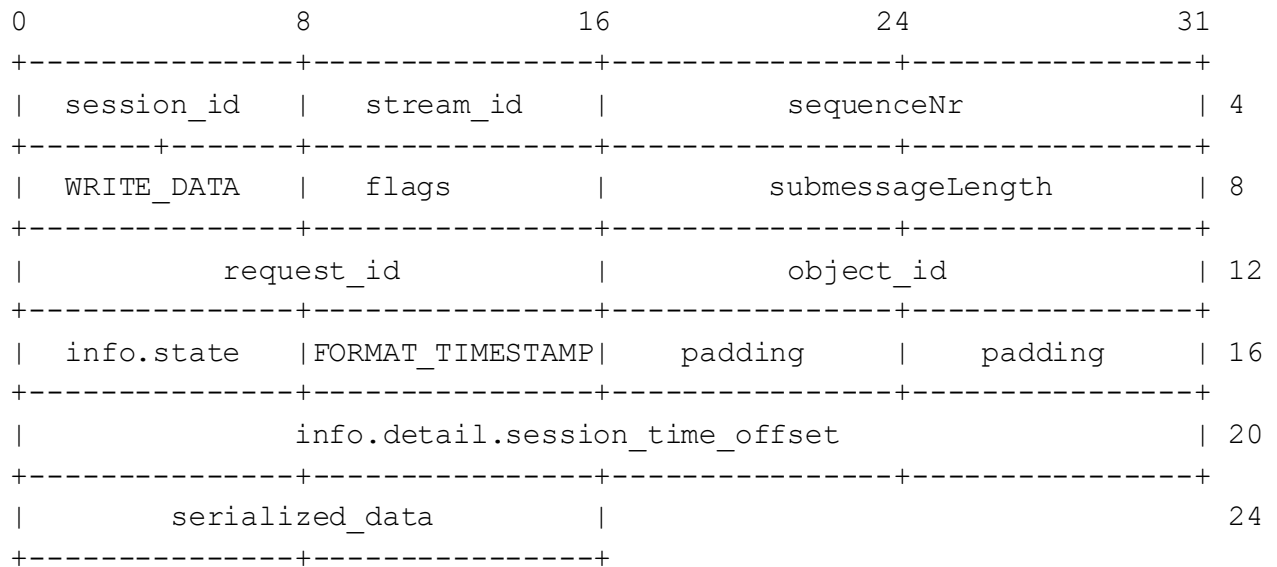 0 8 16 24 31
+---------------+---------------+---------------+---------------+
| session_id | stream_id | sequenceNr | 4
+-------+-------+---------------+---------------+---------------+
| WRITE_DATA | flags | submessageLength | 8
+---------------+---------------+---------------+---------------+
| request_id | object_id | 12
+---------------+---------------+---------------+---------------+
| info.state |FORMAT_TIMESTAMP| padding | padding | 16
+---------------+---------------+---------------+---------------+
| info.detail.session_time_offset | 20
+---------------+---------------+---------------+---------------+
| serialized_data | 24
+---------------+---------------+